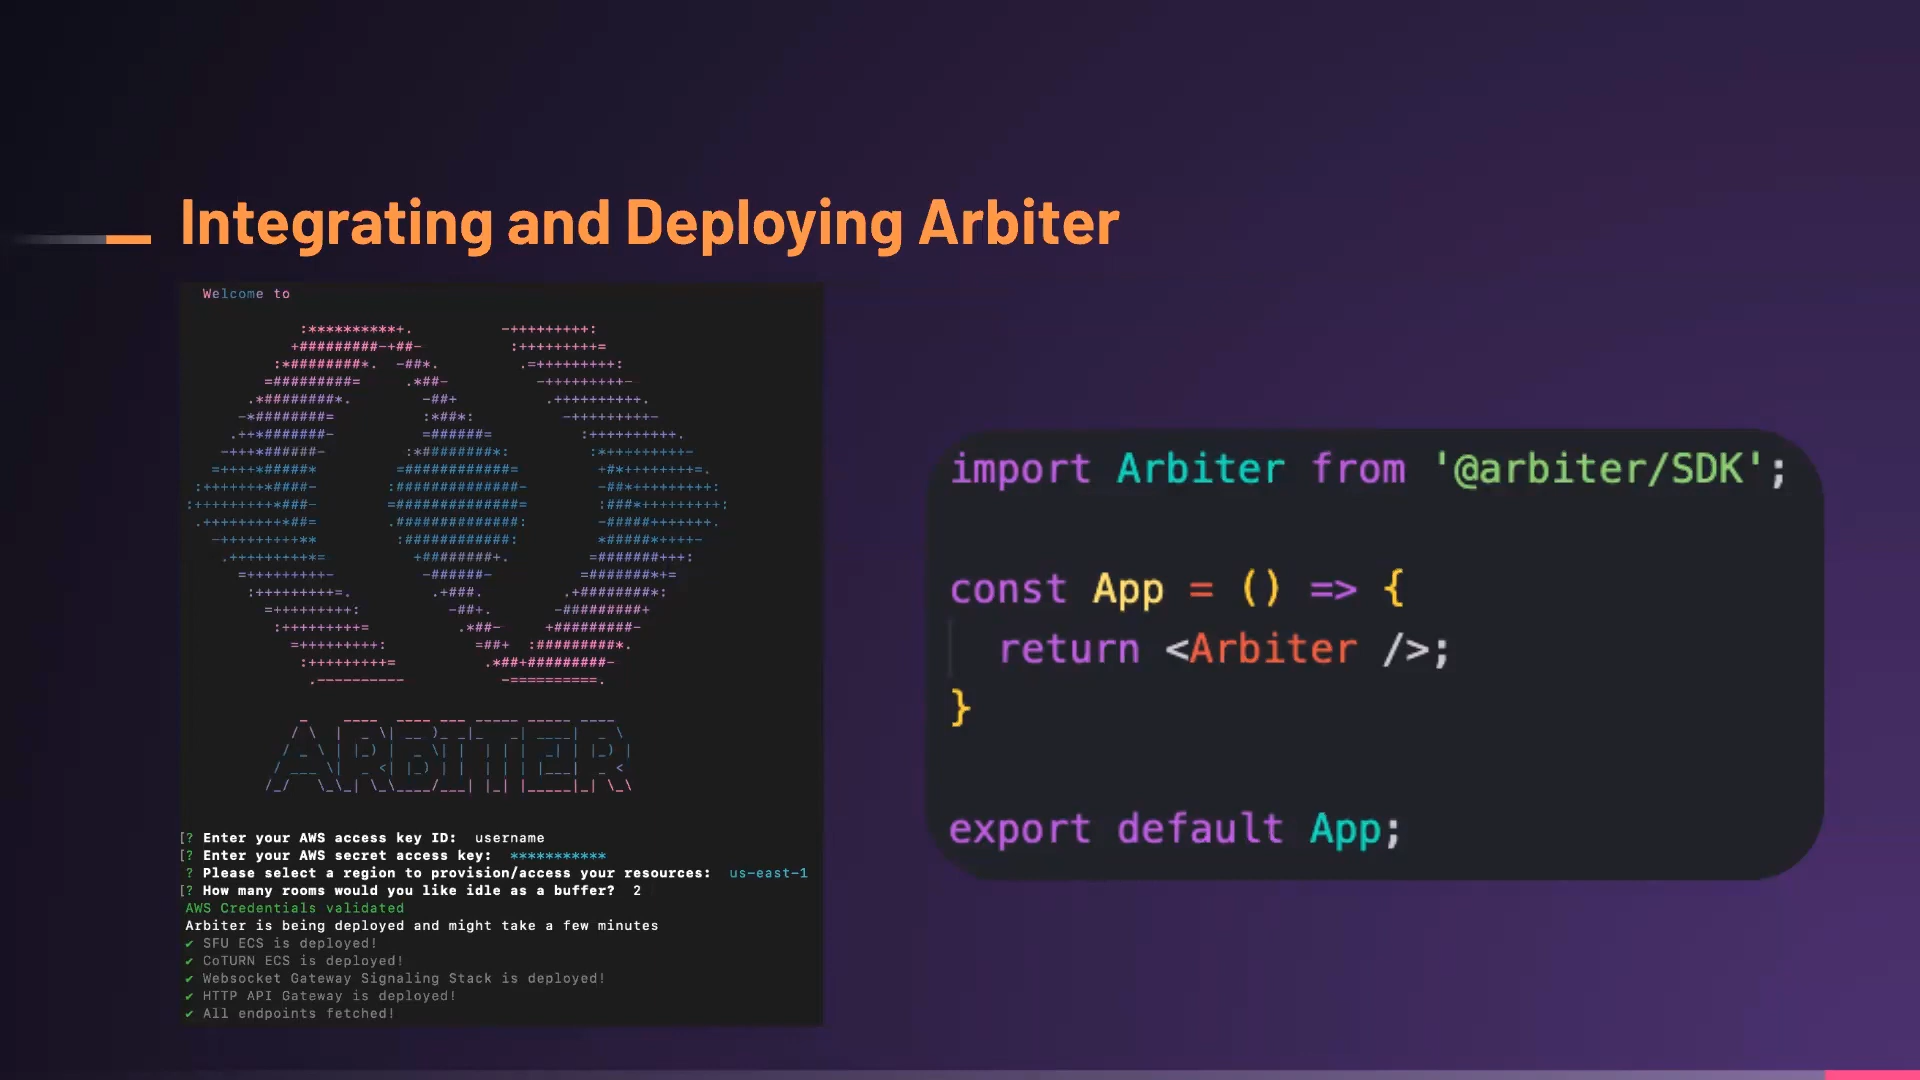 Integrating and Deploying Arbiter
Welcome to
ARBITER
[? Enter your AWS access key ID:  username
[? Enter your AWS secret access key:  ***********
? Please select a region to provision/access your resources:  us-east-1
[? How many rooms would you like idle as a buffer?  2
AWS Credentials validated
Arbiter is being deployed and might take a few minutes
✔ SFU ECS is deployed!
✔ CoTURN ECS is deployed!
✔ Websocket Gateway Signaling Stack is deployed!
✔ HTTP API Gateway is deployed!
✔ All endpoints fetched!
import Arbiter from '@arbiter/SDK';
const App = () => {
return <Arbiter />;
}
export default App;